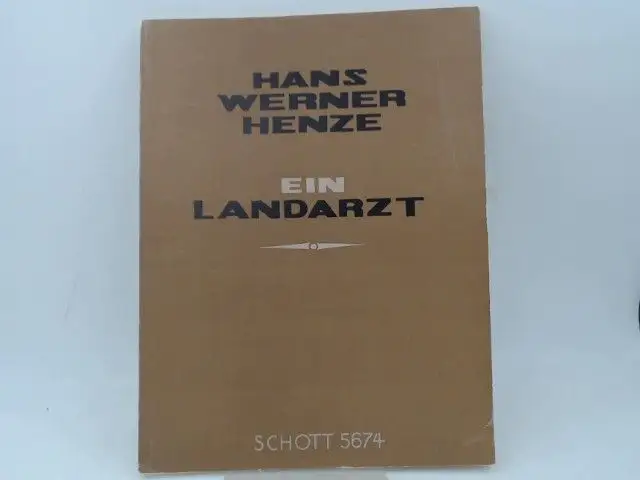 HANS
WERNER
HENZE
EIN
LANDARZT
SCHOTT 5674